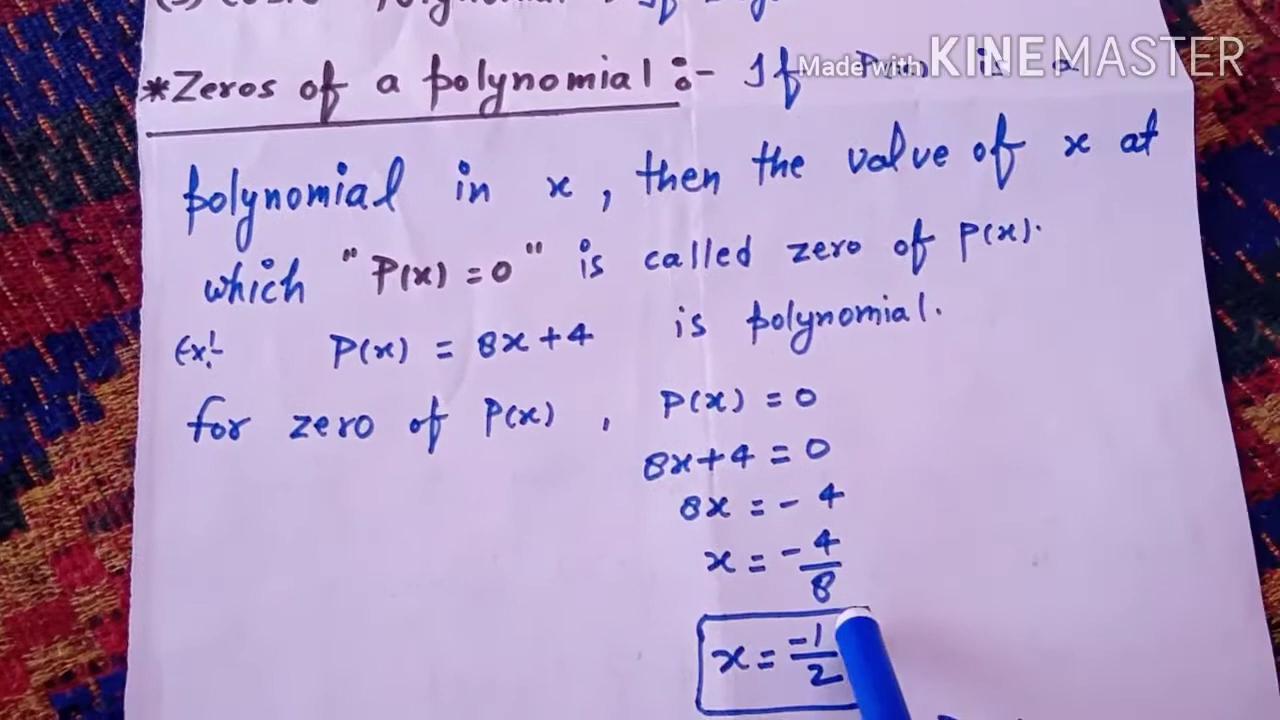 *Zeros of a polynomial :- If is a
Made with KINEMASTER
polynomial in x, then the value of x at
which "P(x) = 0" is called zero of P(x).
Ex:- P(x) = 8x+4 is polynomial.
for zero of P(x), P(x) = 0
8x+4 = 0
8x = - 4
x = - 4/8
x = -1/2